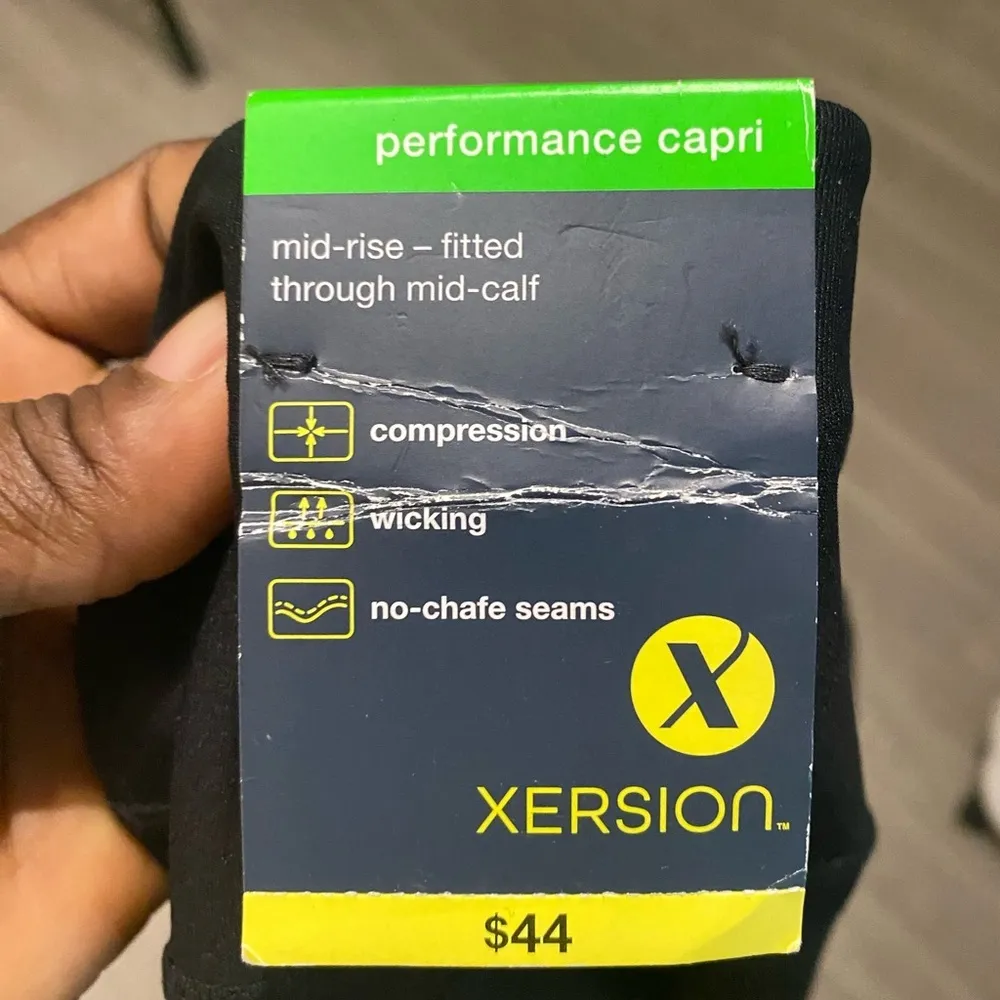 performance capri
mid-rise – fitted
through mid-calf
compression
wicking
no-chafe seams
X
XERSION™
$44